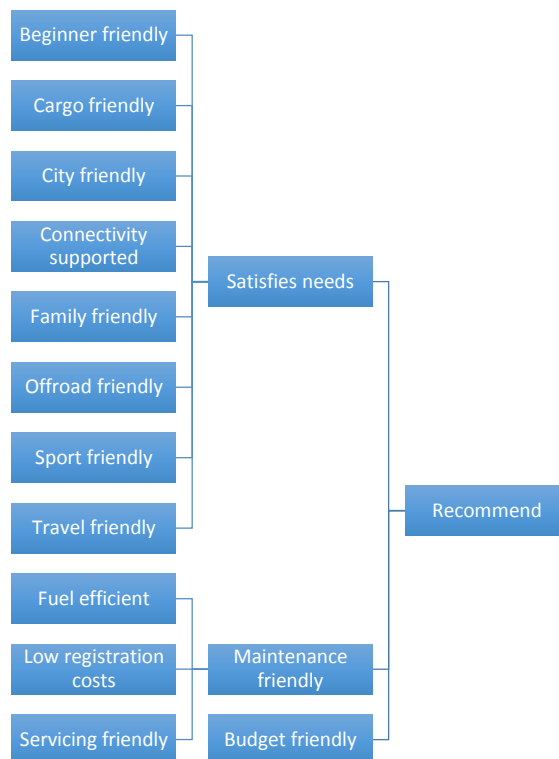 Beginner friendly
Cargo friendly
City friendly
Connectivity
supported
Satisfies needs
Family friendly
Offroad friendly
Sport friendly
Travel friendly
Recommend
Fuel efficient
Low registration
costs
Maintenance
friendly
Servicing friendly
Budget friendly